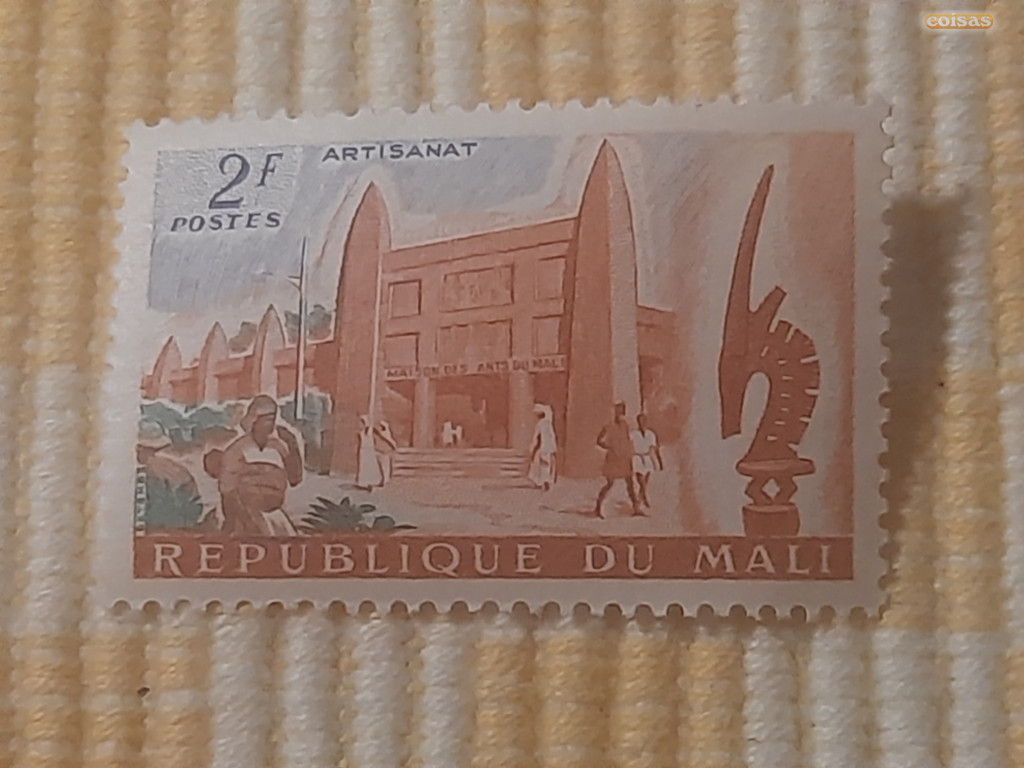 coisas
2F
POSTES
ARTISANAT
MAISON DES ARTS DU MALI
REPUBLIQUE DU MALI